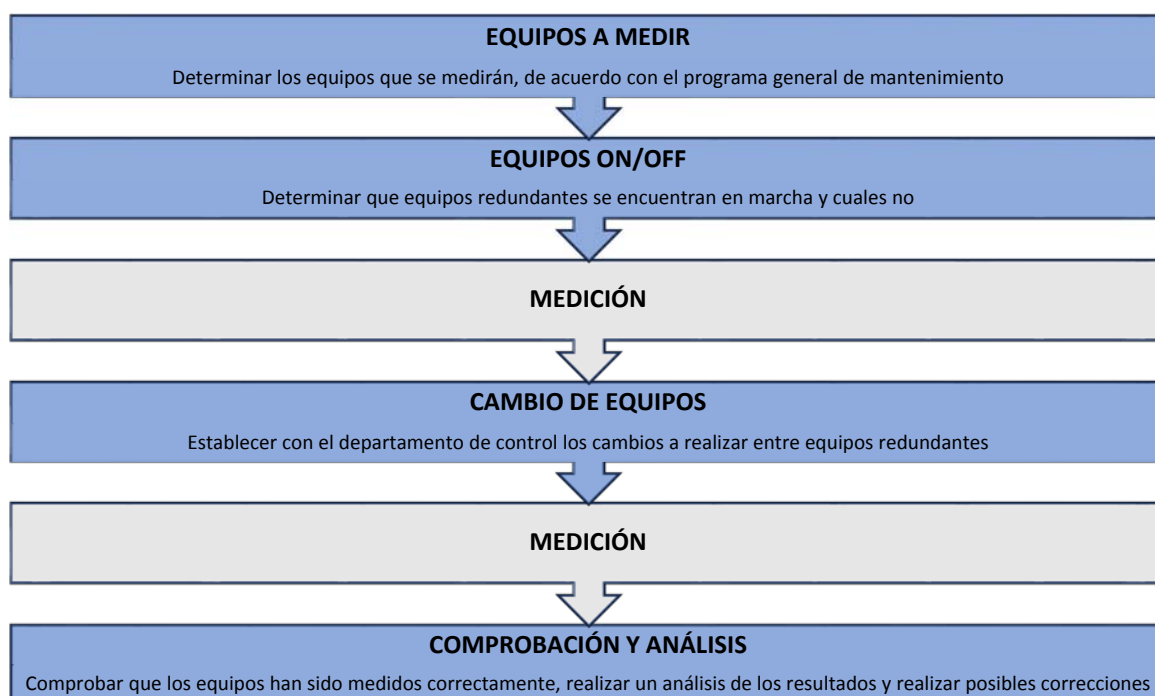 EQUIPOS A MEDIR
Determinar los equipos que se medirán, de acuerdo con el programa general de mantenimiento
EQUIPOS ON/OFF
Determinar que equipos redundantes se encuentran en marcha y cuales no
MEDICIÓN
CAMBIO DE EQUIPOS
Establecer con el departamento de control los cambios a realizar entre equipos redundantes
MEDICIÓN
COMPROBACIÓN Y ANÁLISIS
Comprobar que los equipos han sido medidos correctamente, realizar un análisis de los resultados y realizar posibles correcciones